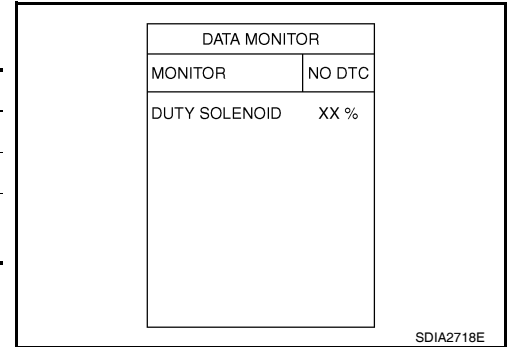 DATA MONITOR
MONITOR NO DTC
DUTY SOLENOID XX %
SDIA2718E